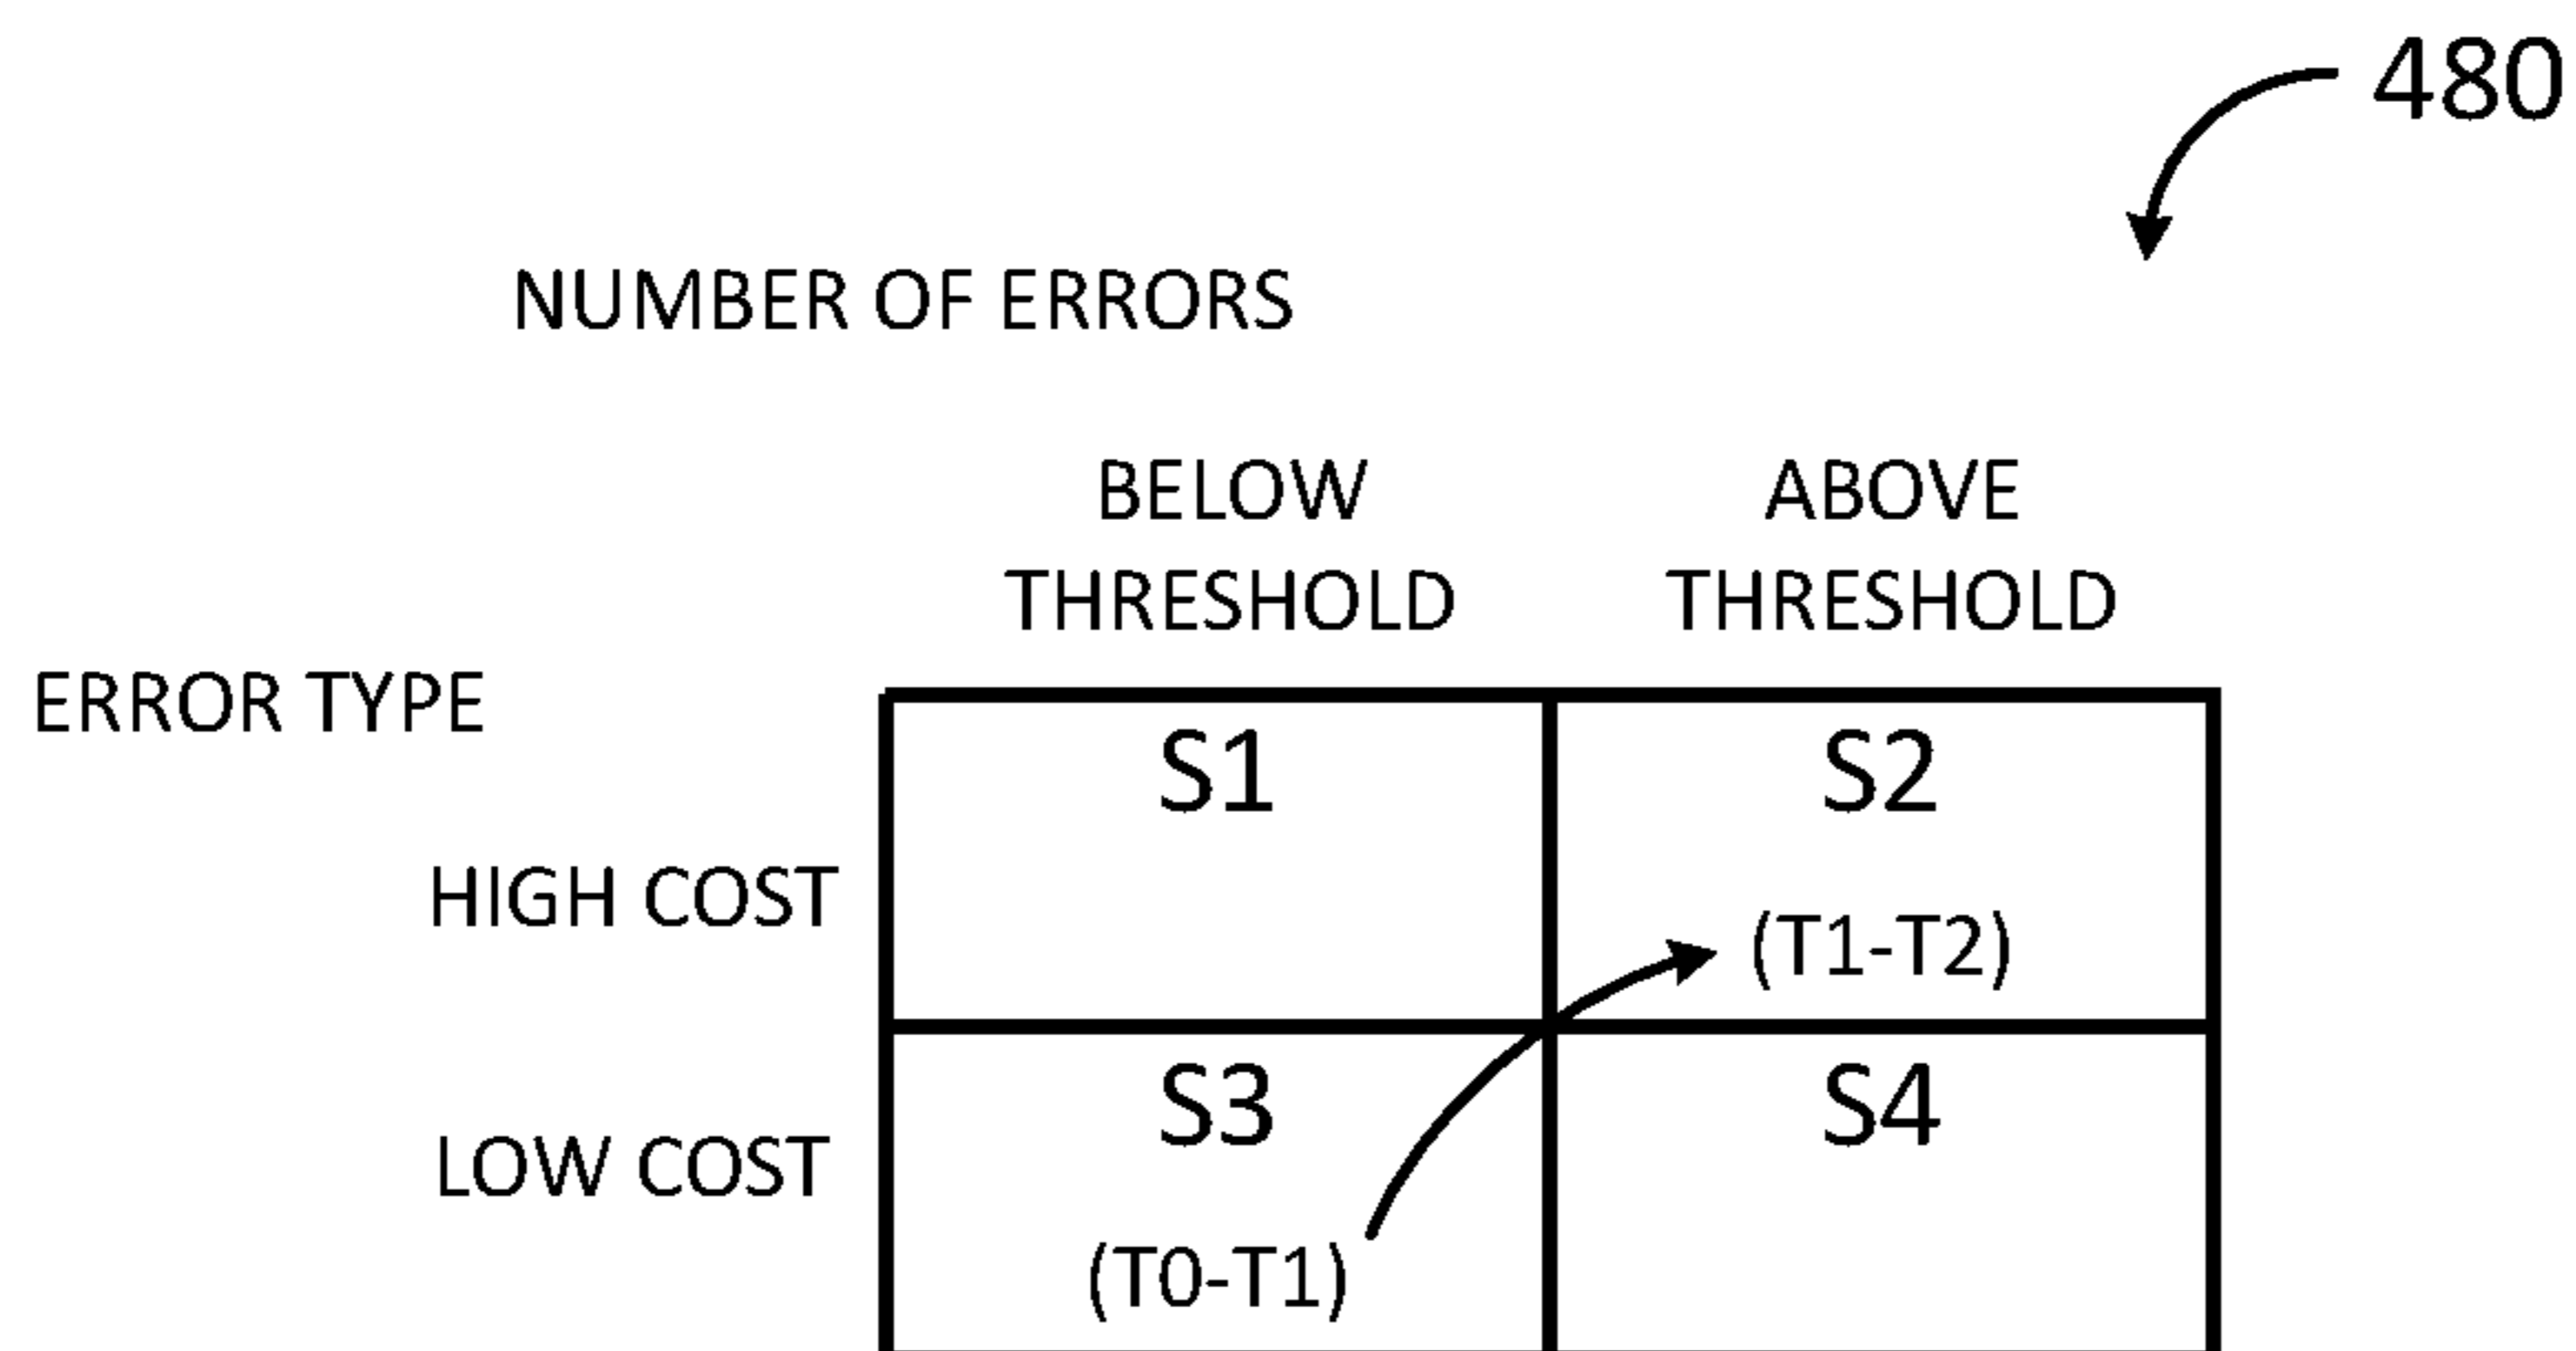 480
NUMBER OF ERRORS
BELOW THRESHOLD
ABOVE THRESHOLD
ERROR TYPE
S1
S2
HIGH COST
(T1-T2)
S3
S4
LOW COST
(T0-T1)